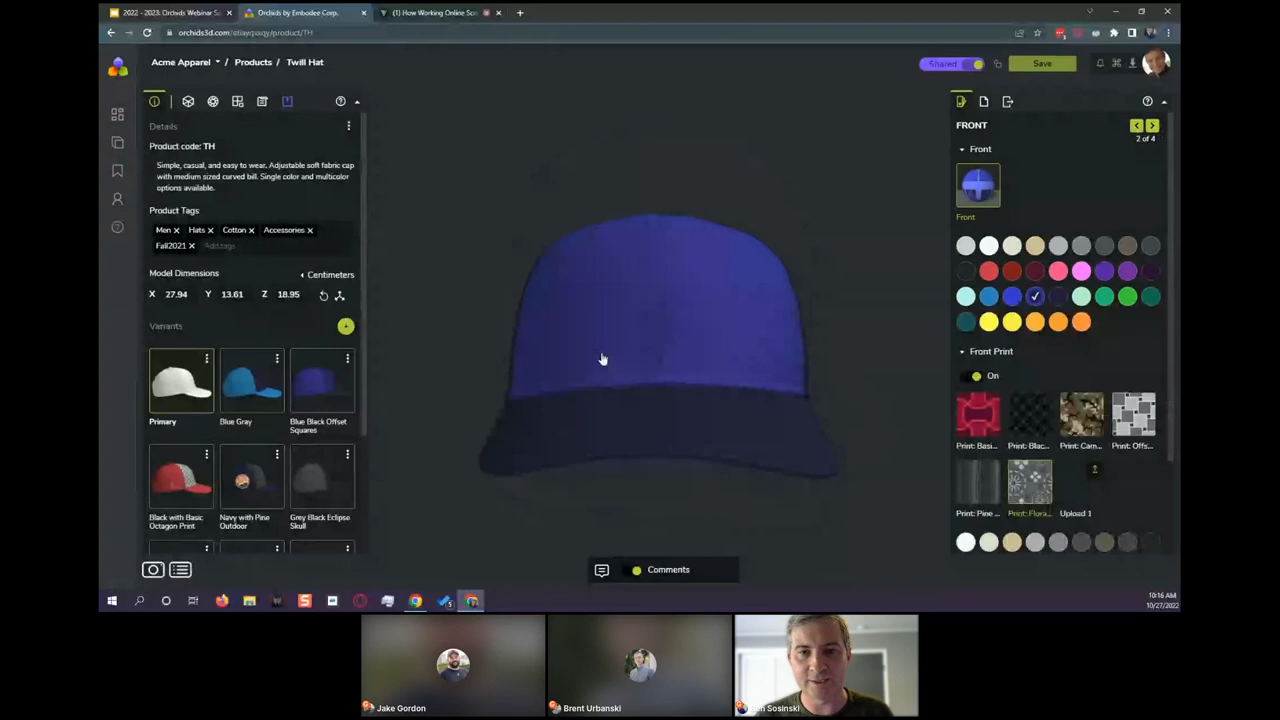 2022 - 2023: Orchids Webinar S
Orchids by Embodee Corp.
(1) How Working Online
orchids3d.com/etiayqaqy/product/TH
Acme Apparel / Products / Twill Hat
Shared
Save
Details
Product code: TH
Simple, casual, and easy to wear. Adjustable soft fabric cap
with medium sized curved bill. Single color and multicolor
options available.
Product Tags
Men
Hats
Cotton
Accessories
Fall2021
Add tags
Model Dimensions
Centimeters
X 27.94 Y 13.61 Z 18.95
Variants
Primary
Blue Gray
Blue Black Offset
Squares
Black with Basic
Octagon Print
Navy with Pine
Outdoor
Grey Black Eclipse
Skull
Comments
FRONT
2 of 4
Front
Front
Front Print
On
Print: Basi...
Print: Blac...
Print: Cam...
Print: Offs...
Print: Pine ...
Print: Flora...
Upload 1
10:16 AM
10/27/2022
Jake Gordon
Brent Urbanski
Sosinski